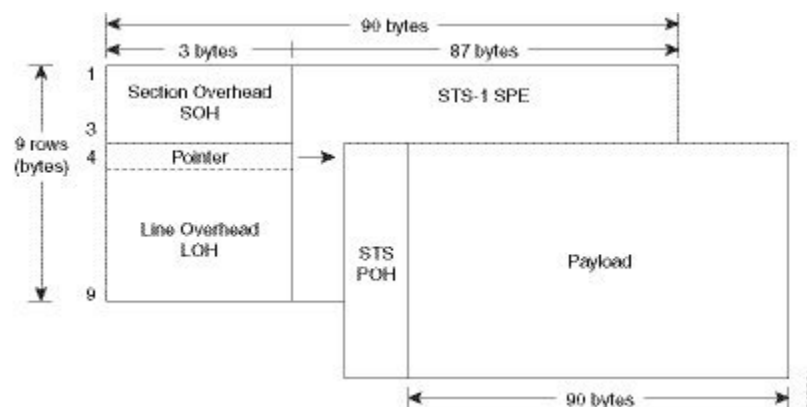 90 bytes
3 bytes
87 bytes
1
Section Overhead
SOH
STS-1 SPE
3
9 rows
(bytes)
4
Pointer
Line Overhead
LOH
STS
POH
Payload
9
90 bytes